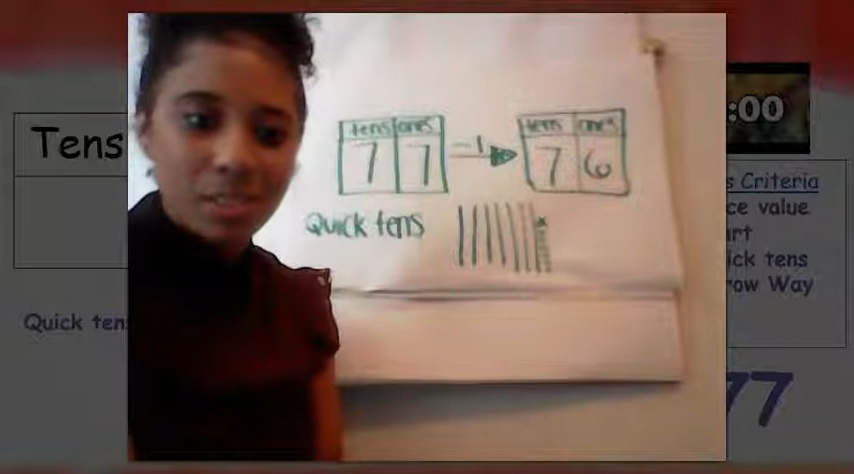 Tens
Quick ten
tens ones tens ones
7 7 -1 7 6
Quick tens
:00
s Criteria
ce value
rt
ick tens
row Way
77